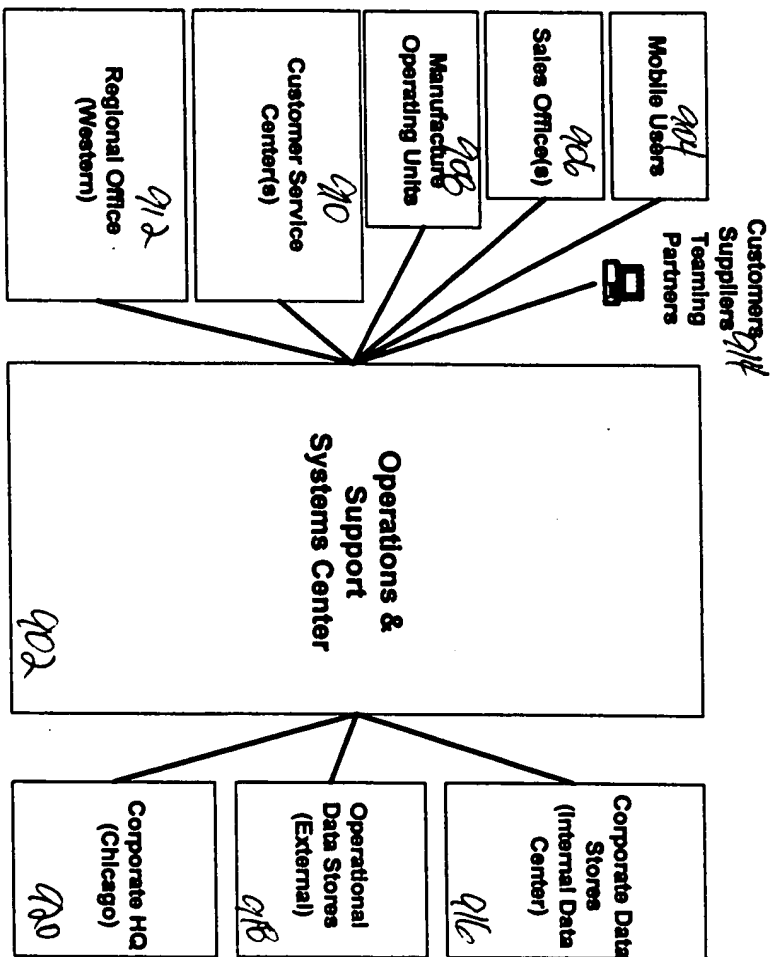 Customers
Suppliers
Teaming
Partners
914
Mobile Users
904
Sales Office(s)
906
Manufacture
Operating Units
908
Customer Service
Center(s)
910
Regional Office
(Western)
912
Operations &
Support
Systems Center
902
Corporate Data
Stores
(Internal Data
Center)
916
Operational
Data Stores
(External)
918
Corporate HQ
(Chicago)
920